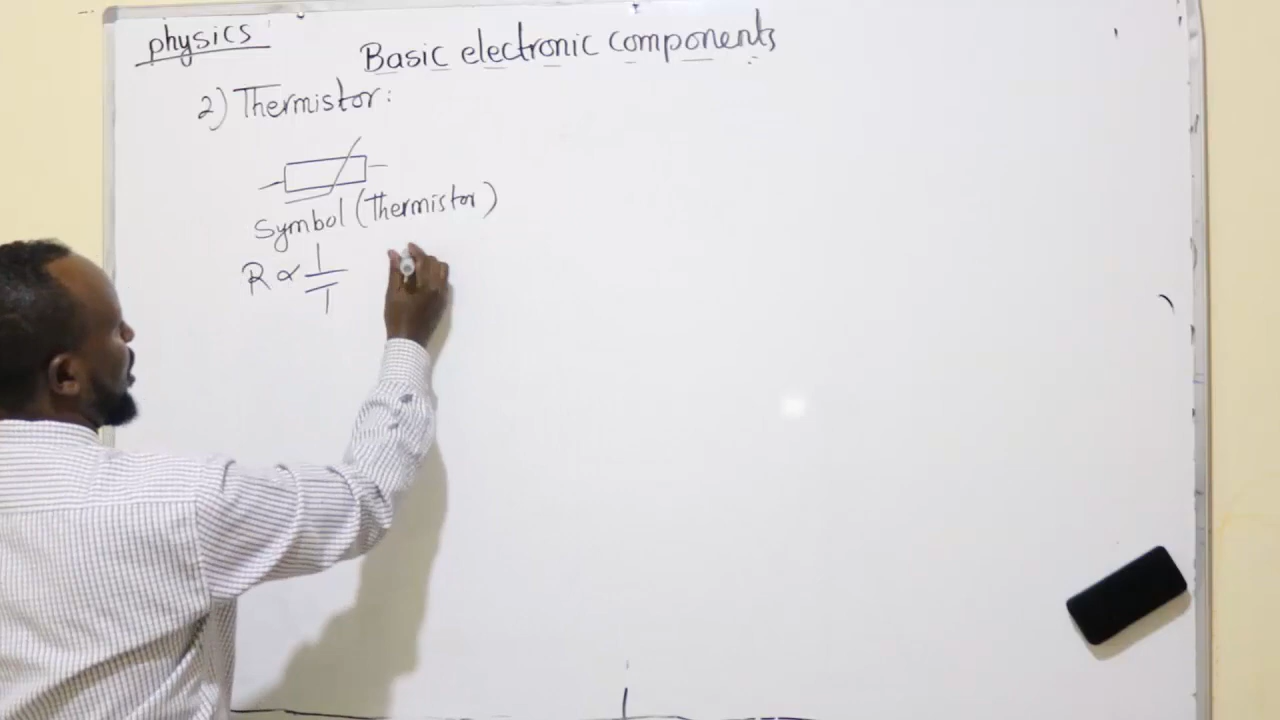 physics
Basic electronic components
2) Thermistor:
Symbol (Thermistor)
R ∝ 1/T